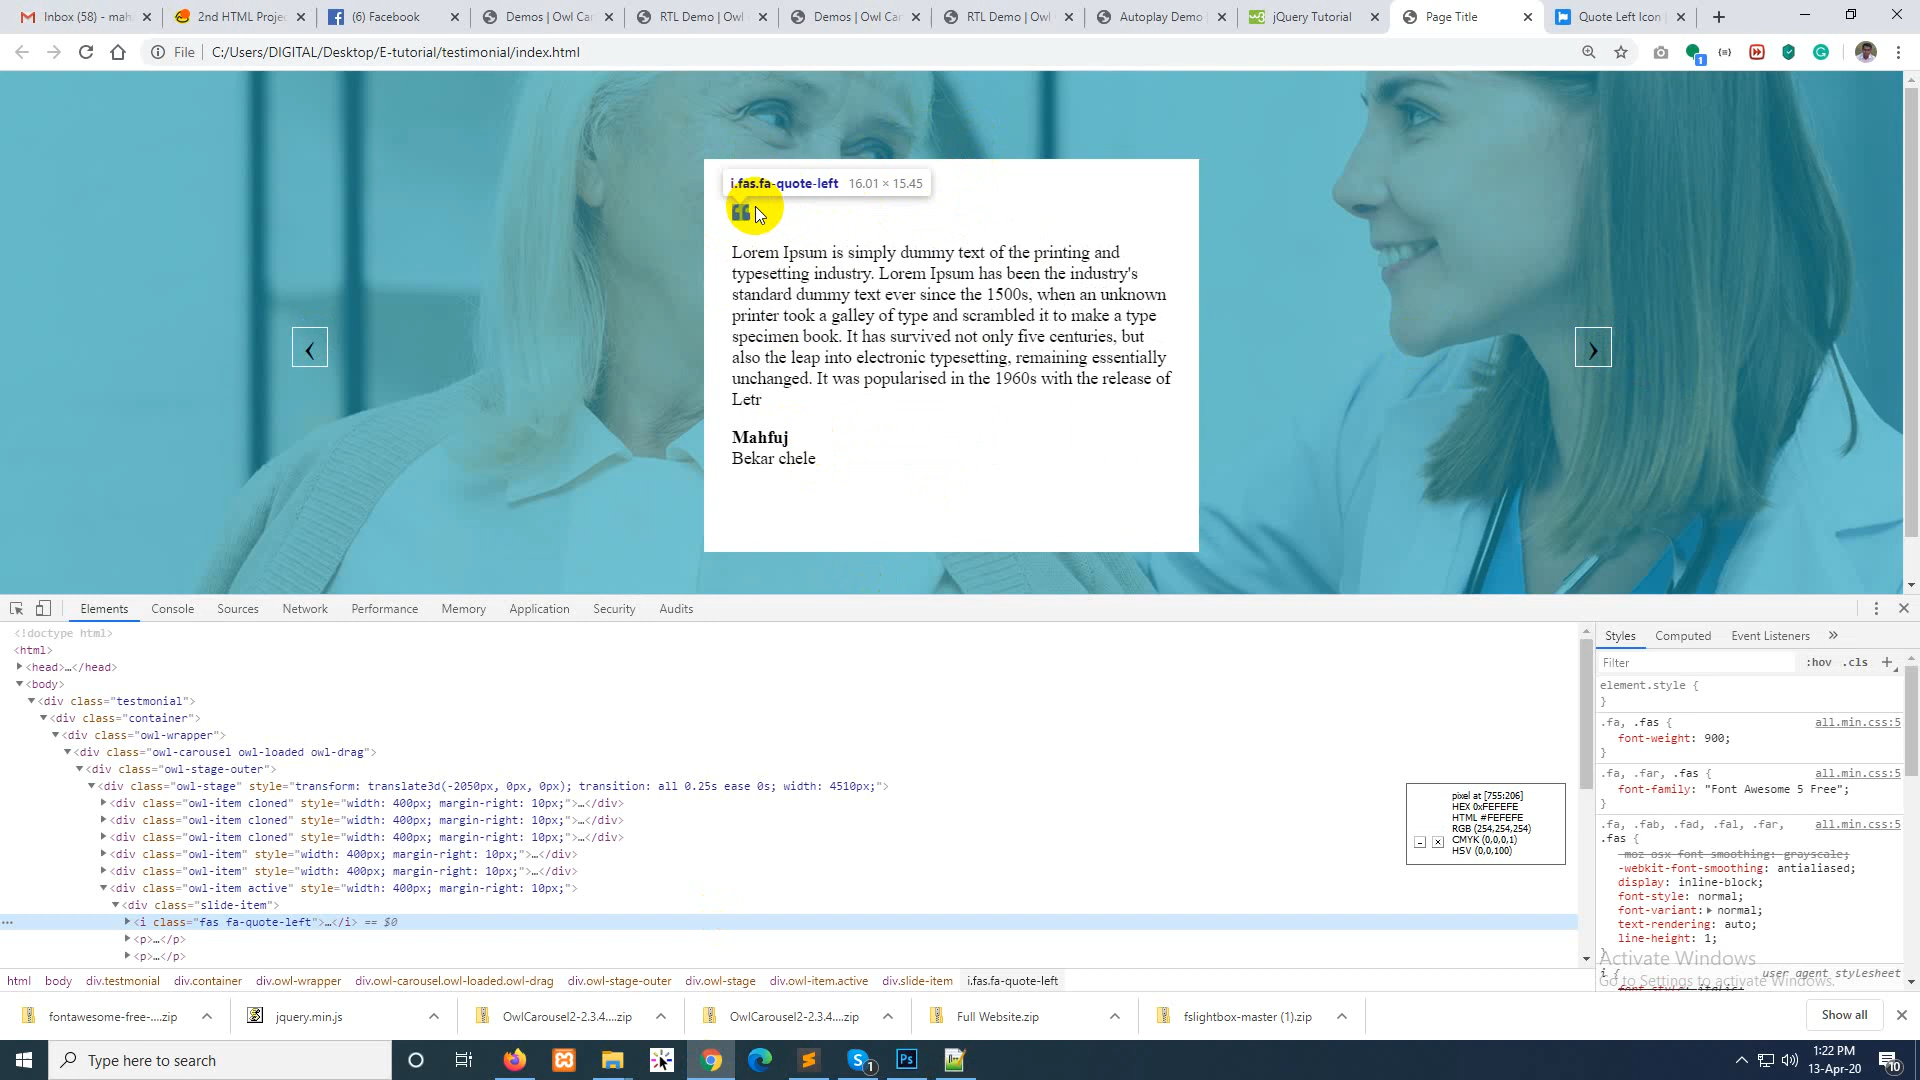 Inbox (58) - mah
2nd HTML Projec
(6) Facebook
Demos | Owl Car
RTL Demo | Owl
Demos | Owl Car
RTL Demo | Owl
Autoplay Demo
jQuery Tutorial
Page Title
Quote Left Icon
File C:/Users/DIGITAL/Desktop/E-tutorial/testimonial/index.html
i.fas.fa-quote-left 16.01 × 15.45
Lorem Ipsum is simply dummy text of the printing and
typesetting industry. Lorem Ipsum has been the industry's
standard dummy text ever since the 1500s, when an unknown
printer took a galley of type and scrambled it to make a type
specimen book. It has survived not only five centuries, but
also the leap into electronic typesetting, remaining essentially
unchanged. It was popularised in the 1960s with the release of
Letr
Mahfuj
Bekar chele
Elements Console Sources Network Performance Memory Application Security Audits
<!doctype html>
<html>
<head>…</head>
<body>
<div class="testmonial">
<div class="container">
<div class="owl-wrapper">
<div class="owl-carousel owl-loaded owl-drag">
<div class="owl-stage-outer">
<div class="owl-stage" style="transform: translate3d(-2050px, 0px, 0px); transition: all 0.25s ease 0s; width: 4510px;">
<div class="owl-item cloned" style="width: 400px; margin-right: 10px;">…</div>
<div class="owl-item cloned" style="width: 400px; margin-right: 10px;">…</div>
<div class="owl-item cloned" style="width: 400px; margin-right: 10px;">…</div>
<div class="owl-item" style="width: 400px; margin-right: 10px;">…</div>
<div class="owl-item" style="width: 400px; margin-right: 10px;">…</div>
<div class="owl-item active" style="width: 400px; margin-right: 10px;">
<div class="slide-item">
<i class="fas fa-quote-left">…</i> == $0
<p>…</p>
<p>…</p>
html body div.testmonial div.container div.owl-wrapper div.owl-carousel.owl-loaded.owl-drag div.owl-stage-outer div.owl-stage div.owl-item.active div.slide-item i.fas.fa-quote-left
Styles Computed Event Listeners
Filter :hov .cls
element.style {
}
.fa, .fas { all.min.css:5
font-weight: 900;
}
.fa, .far, .fas { all.min.css:5
font-family: "Font Awesome 5 Free";
}
.fa, .fab, .fad, .fal, .far, all.min.css:5
.fas {
-moz-osx-font-smoothing: grayscale;
-webkit-font-smoothing: antialiased;
display: inline-block;
font-style: normal;
font-variant: normal;
text-rendering: auto;
line-height: 1;
}
i { user agent stylesheet
font-style: italic;
Activate Windows
Go to Settings to activate Windows.
pixel at [755:206]
HEX 0xFEFEFE
HTML #FEFEFE
RGB (254,254,254)
CMYK (0,0,0,1)
HSV (0,0,100)
fontawesome-free-....zip
jquery.min.js
OwlCarousel2-2.3.4....zip
OwlCarousel2-2.3.4....zip
Full Website.zip
fslightbox-master (1).zip
Show all
Type here to search
Ps
1:22 PM
13-Apr-20
10